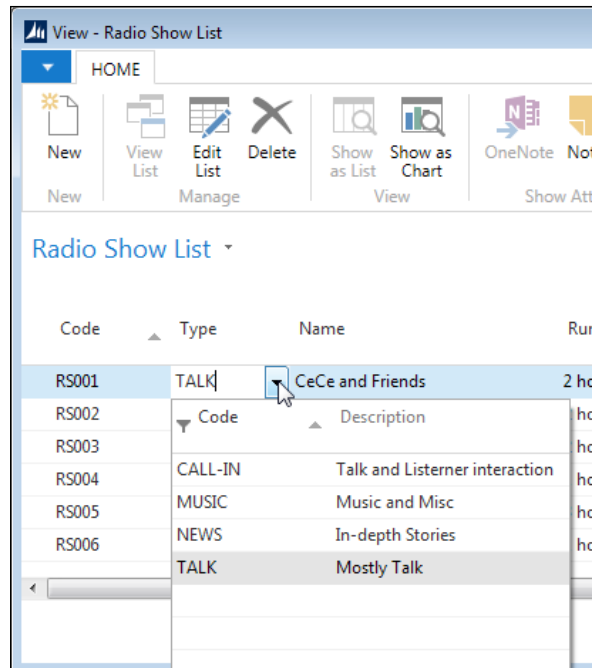 View - Radio Show List
HOME
New View List Edit List Delete Show as List Show as Chart OneNote
New Manage View Show
Radio Show List
Code Type Name
RS001 TALK CeCe and Friends 2
RS002
RS003
RS004
RS005
RS006
Code Description
CALL-IN Talk and Listerner interaction
MUSIC Music and Misc
NEWS In-depth Stories
TALK Mostly Talk